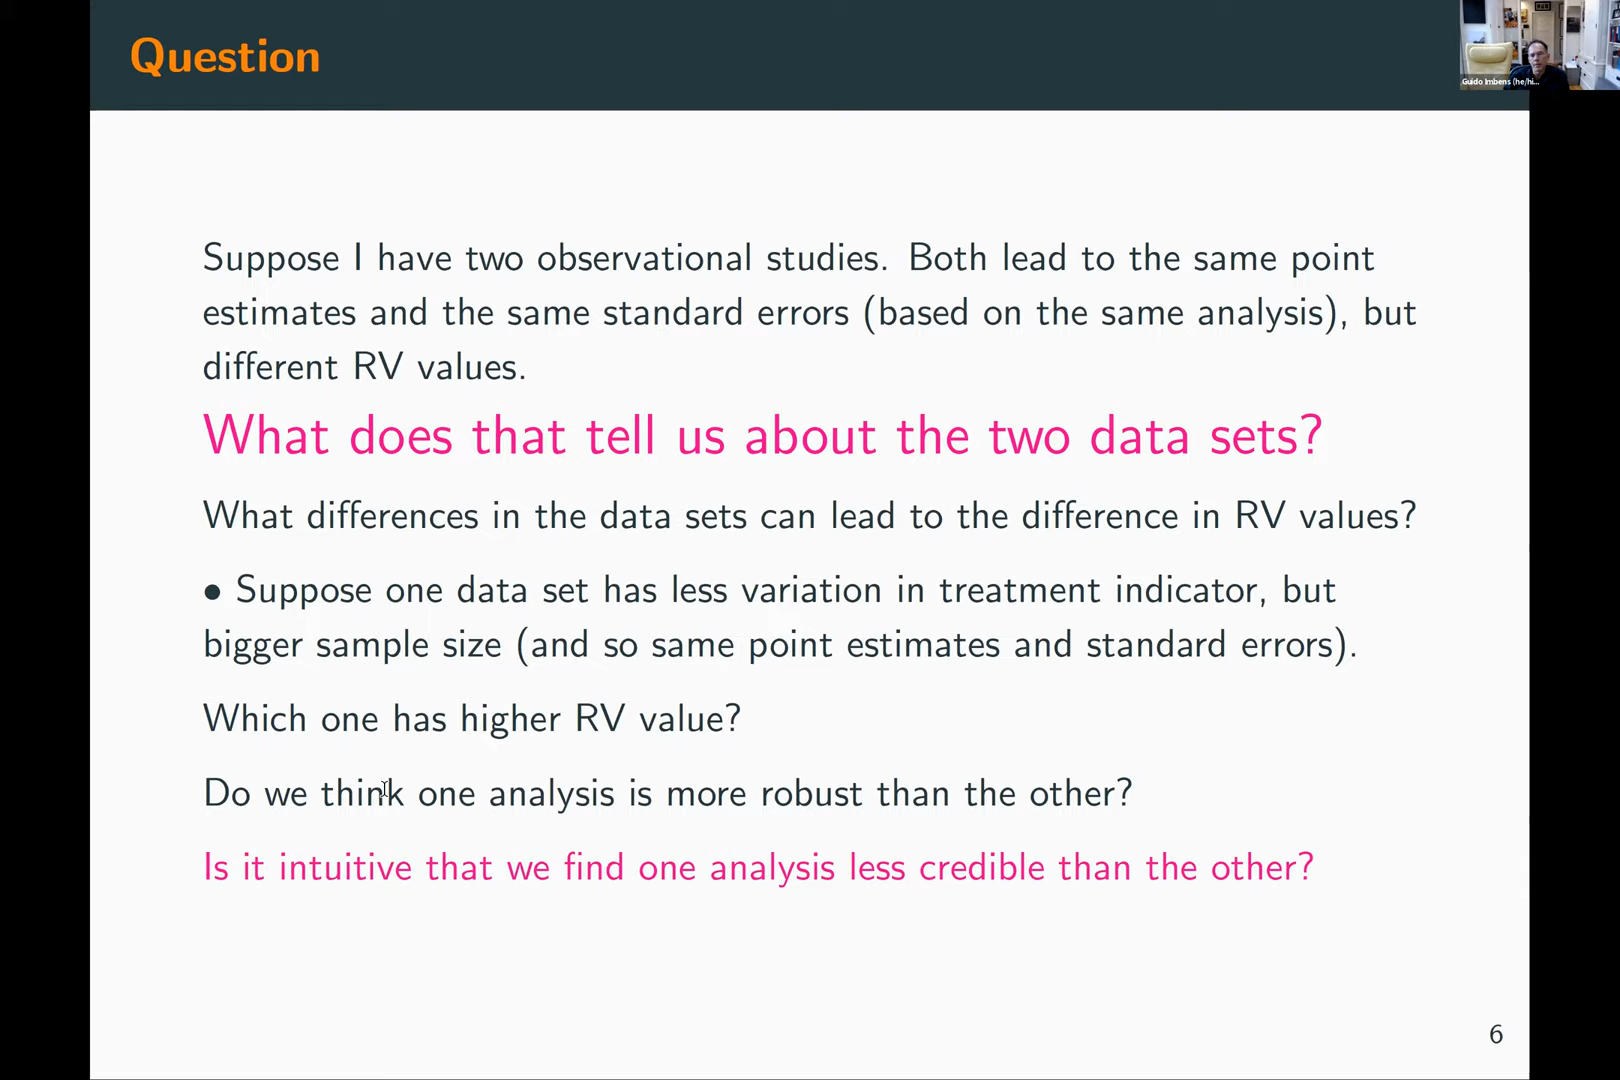 Question
Guido Imbens (he/hi...
Suppose I have two observational studies. Both lead to the same point
estimates and the same standard errors (based on the same analysis), but
different RV values.
What does that tell us about the two data sets?
What differences in the data sets can lead to the difference in RV values?
• Suppose one data set has less variation in treatment indicator, but
bigger sample size (and so same point estimates and standard errors).
Which one has higher RV value?
Do we think one analysis is more robust than the other?
Is it intuitive that we find one analysis less credible than the other?
6